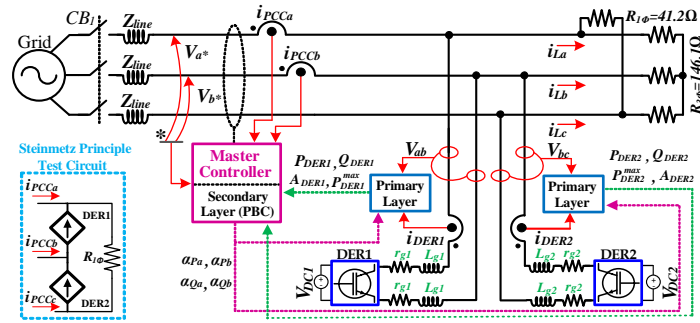 CB1
Grid
Zline
Zline
Zline
Va*
Vb*
*
iPCCa
iPCCb
R1Φ=41.2Ω
R3Φ=146.1Ω
iLa
iLb
iLc
Steinmetz Principle
Test Circuit
iPCCa
iPCCb
iPCCc
DER1
DER2
R1Φ
Master
Controller
Secondary
Layer (PBC)
PDER1, QDER1
ADER1, PDER1max
Primary
Layer
Vab
Vbc
Primary
Layer
PDER2, QDER2
PDER2max, ADER2
iDER1
iDER2
αPa, αPb
αQa, αQb
VDC1
DER1
rg1
Lg1
rg1
Lg1
Lg2
rg2
Lg2
rg2
DER2
VDC2